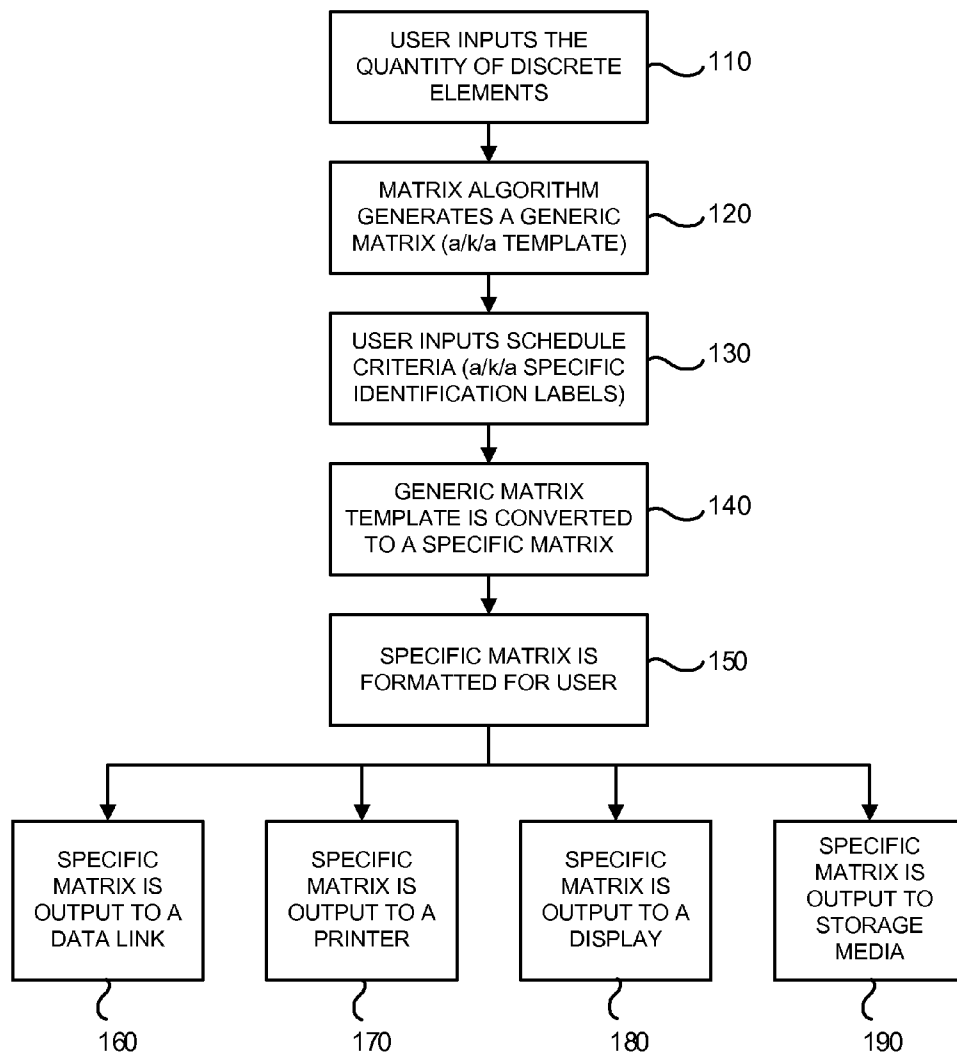 USER INPUTS THE
QUANTITY OF DISCRETE
ELEMENTS
110
MATRIX ALGORITHM
GENERATES A GENERIC
MATRIX (a/k/a TEMPLATE)
120
USER INPUTS SCHEDULE
CRITERIA (a/k/a SPECIFIC
IDENTIFICATION LABELS)
130
GENERIC MATRIX
TEMPLATE IS CONVERTED
TO A SPECIFIC MATRIX
140
SPECIFIC MATRIX IS
FORMATTED FOR USER
150
SPECIFIC
MATRIX IS
OUTPUT TO A
DATA LINK
160
SPECIFIC
MATRIX IS
OUTPUT TO A
PRINTER
170
SPECIFIC
MATRIX IS
OUTPUT TO A
DISPLAY
180
SPECIFIC
MATRIX IS
OUTPUT TO
STORAGE
MEDIA
190